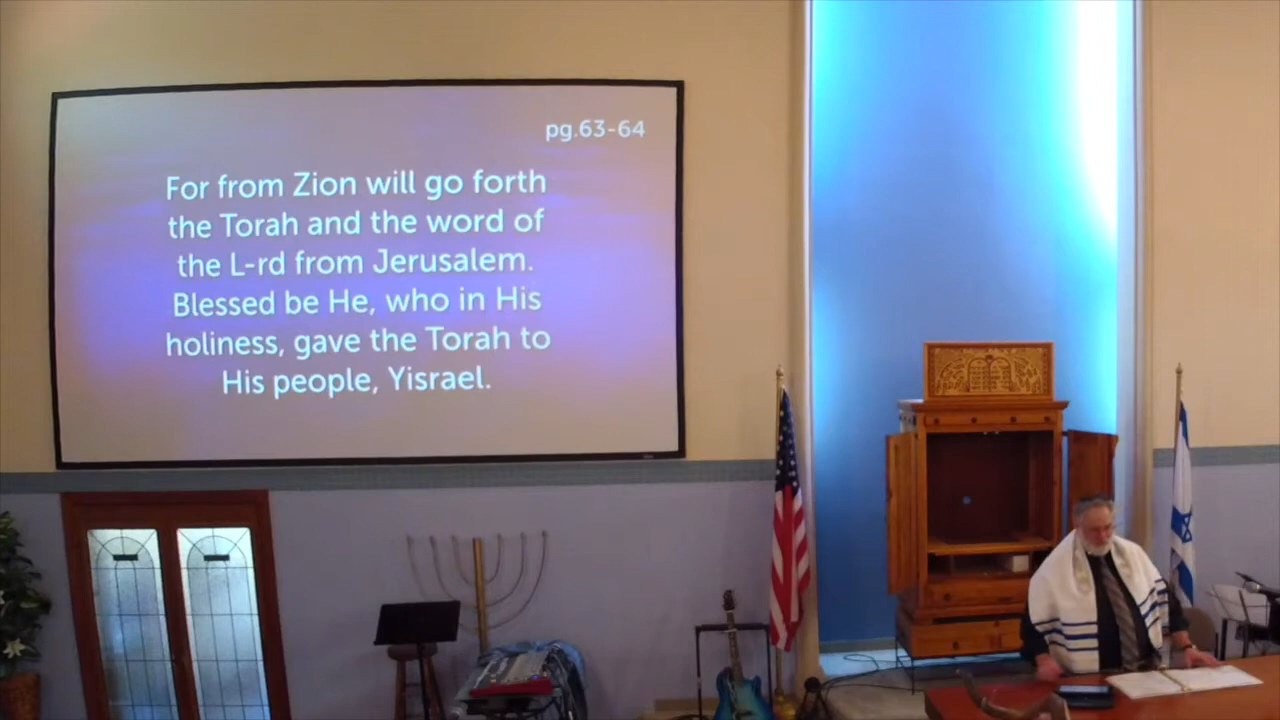 pg.63-64
For from Zion will go forth
the Torah and the word of
the L-rd from Jerusalem.
Blessed be He, who in His
holiness, gave the Torah to
His people, Yisrael.